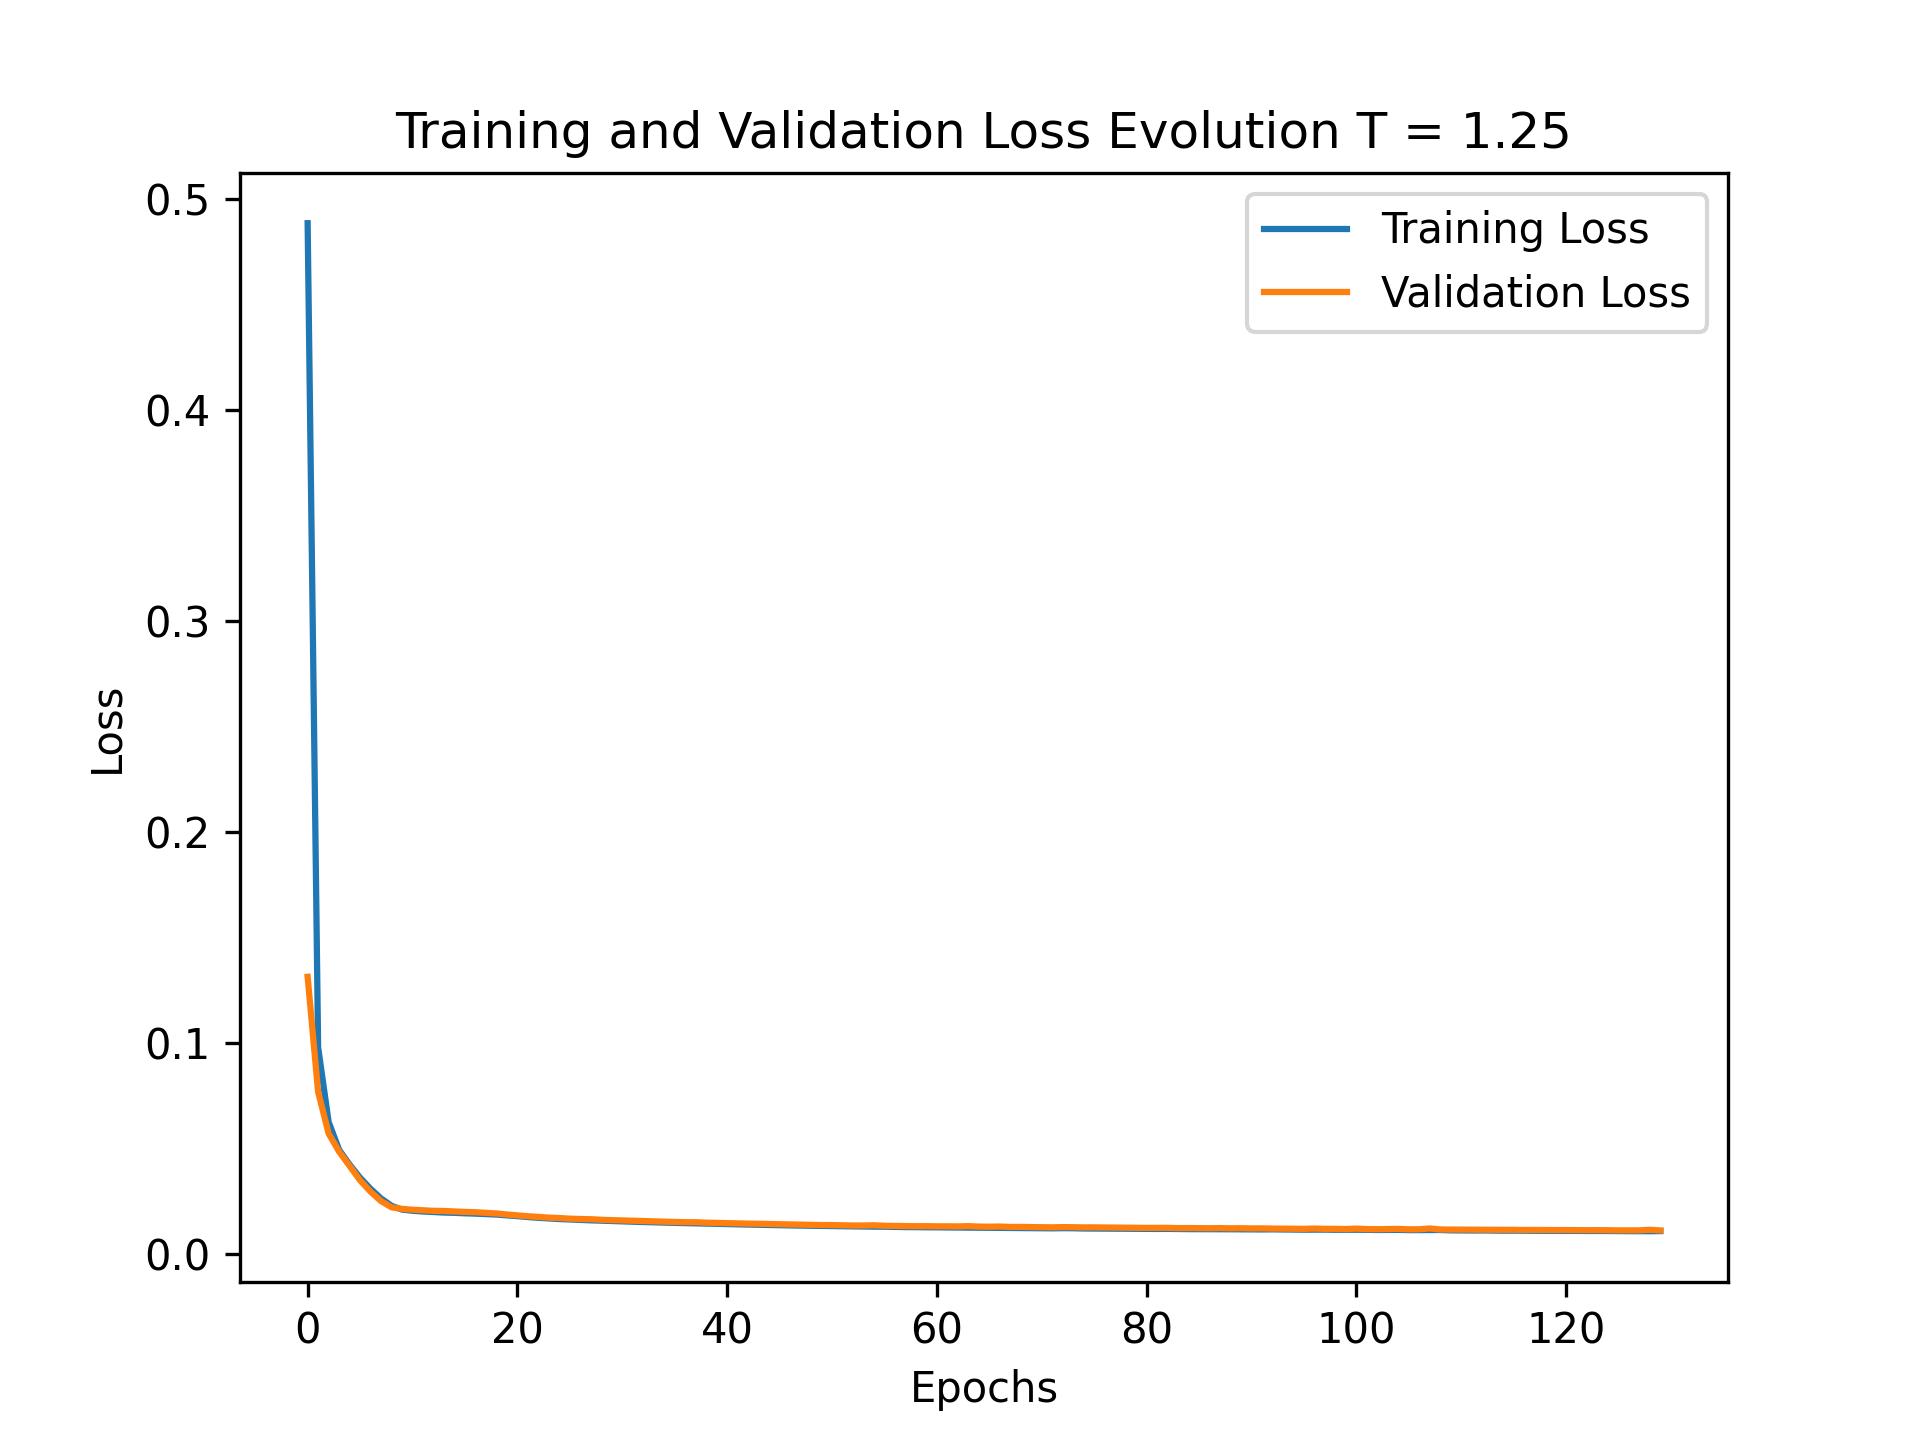 Training and Validation Loss Evolution T = 1.25
Training Loss
Validation Loss
0.5
0.4
0.3
0.2
0.1
0.0
Loss
0 20 40 60 80 100 120
Epochs